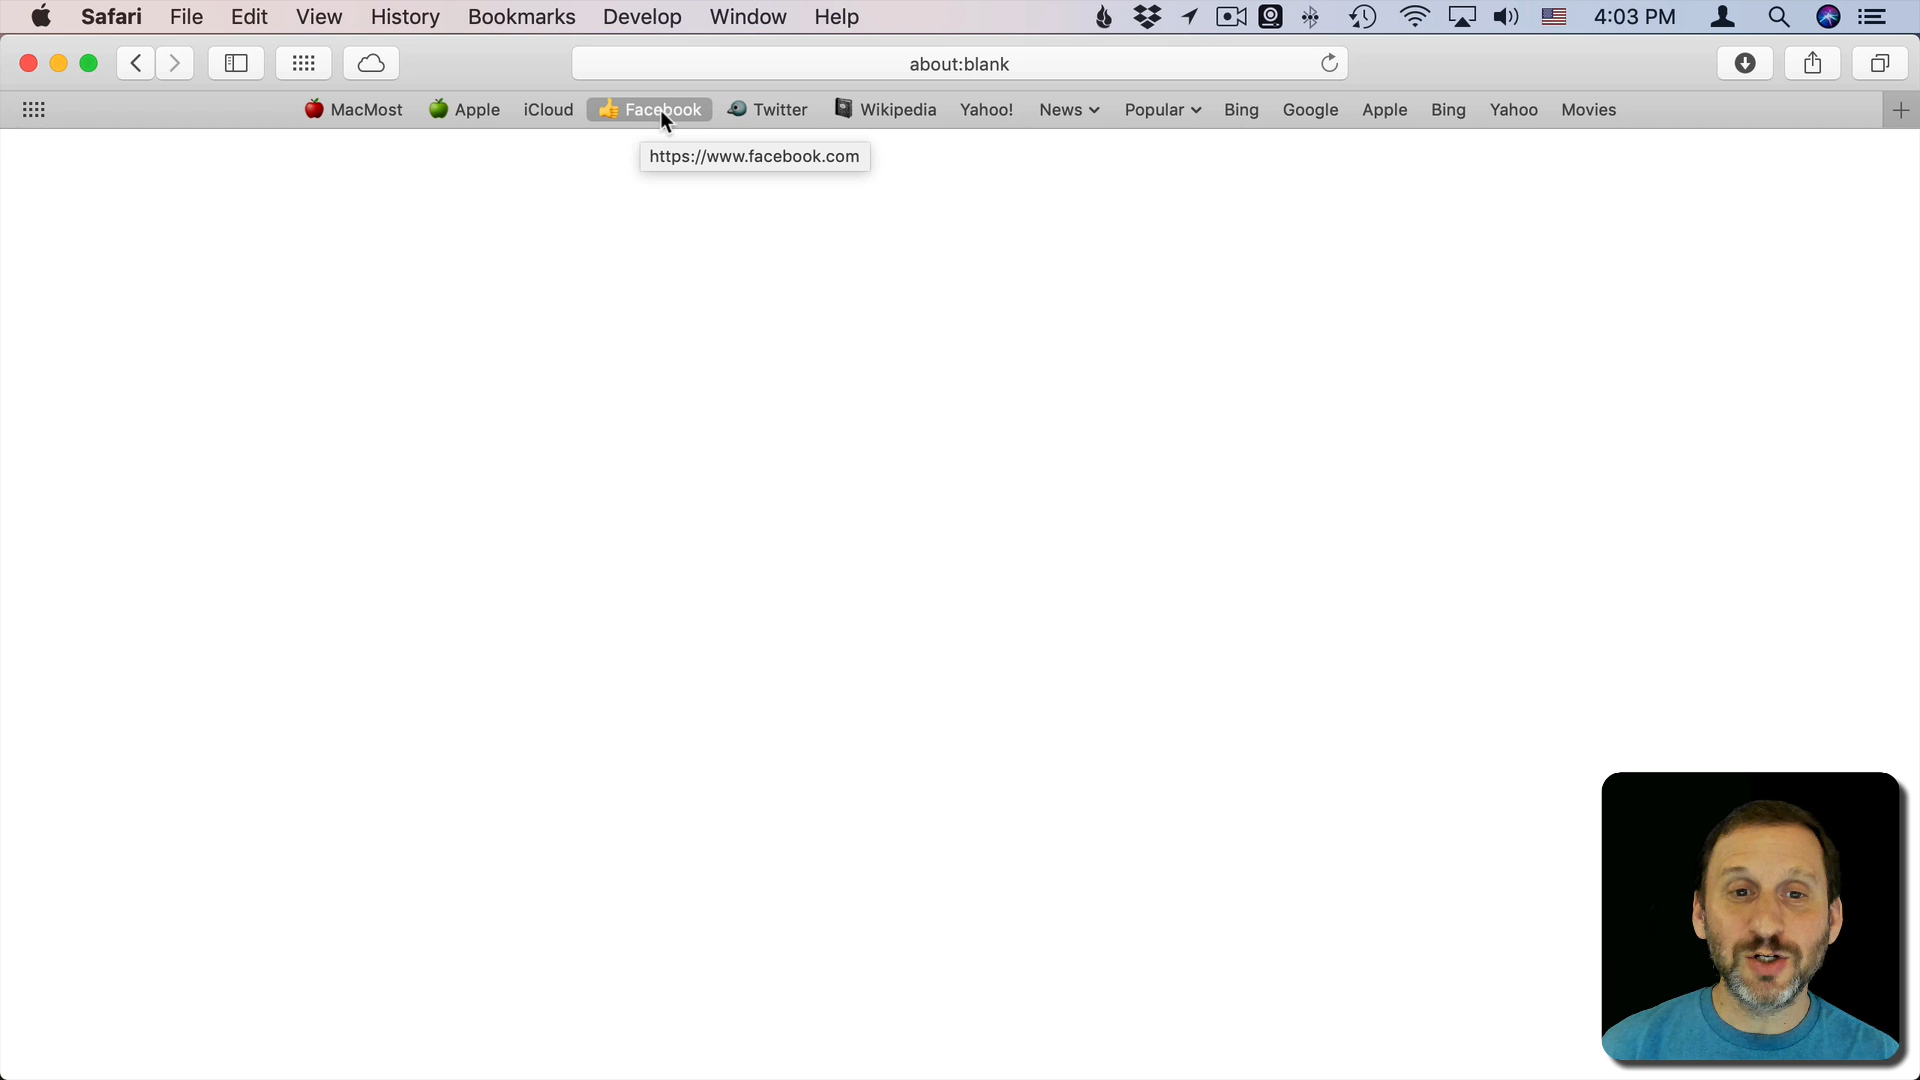 Safari File Edit View History Bookmarks Develop Window Help 4:03 PM
about:blank
MacMost Apple iCloud Facebook Twitter Wikipedia Yahoo! News Popular Bing Google Apple Bing Yahoo Movies
https://www.facebook.com